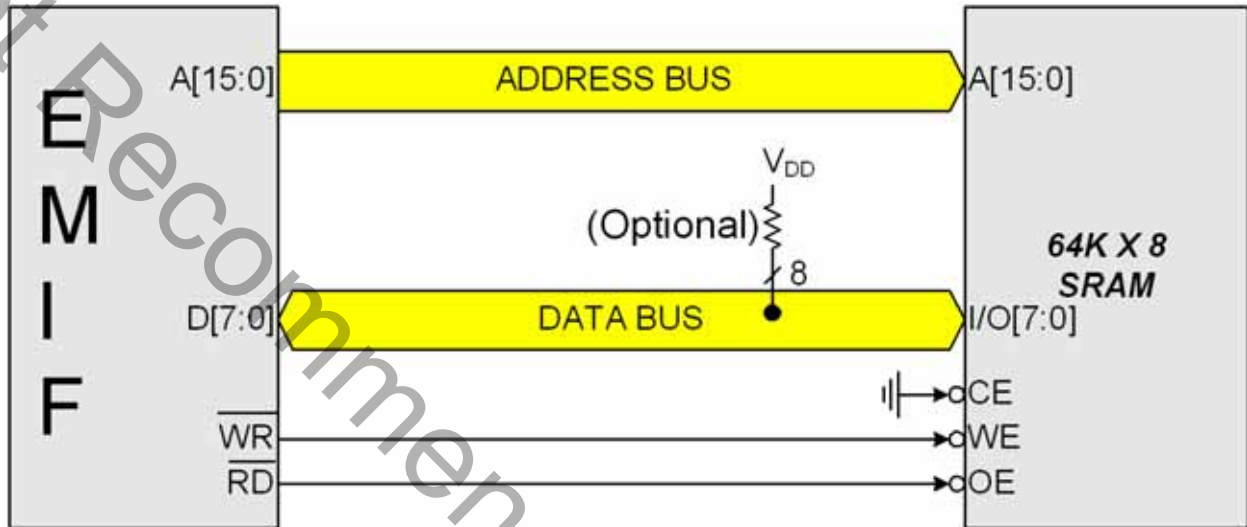 EMIF
A[15:0]
ADDRESS BUS
A[15:0]
VDD
(Optional)
8
64K X 8
SRAM
D[7:0]
DATA BUS
I/O[7:0]
CE
WR
WE
RD
OE